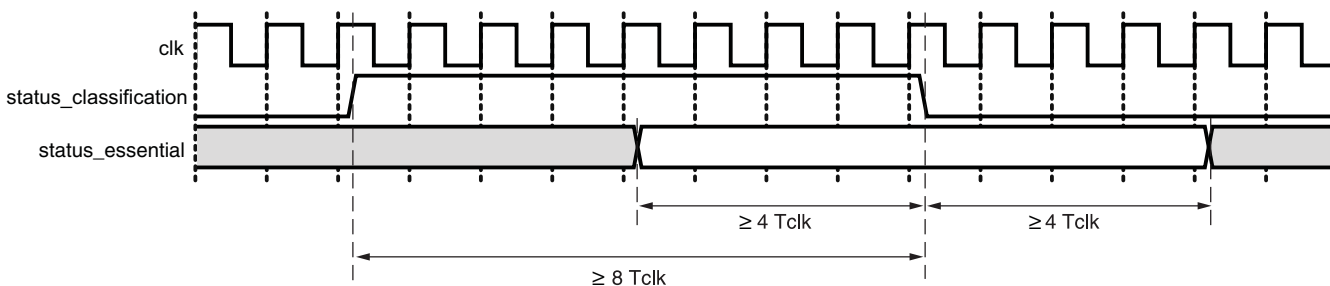 clk
status_classification
status_essential
≥ 4 Tclk
≥ 4 Tclk
≥ 8 Tclk